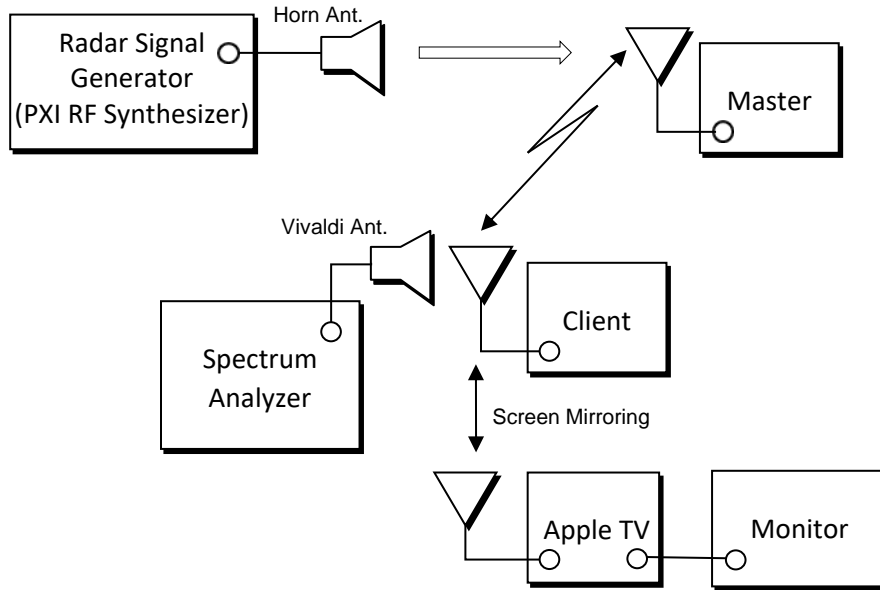 Horn Ant.
Radar Signal
Generator
(PXI RF Synthesizer)
Master
Vivaldi Ant.
Client
Spectrum
Analyzer
Screen Mirroring
Apple TV
Monitor